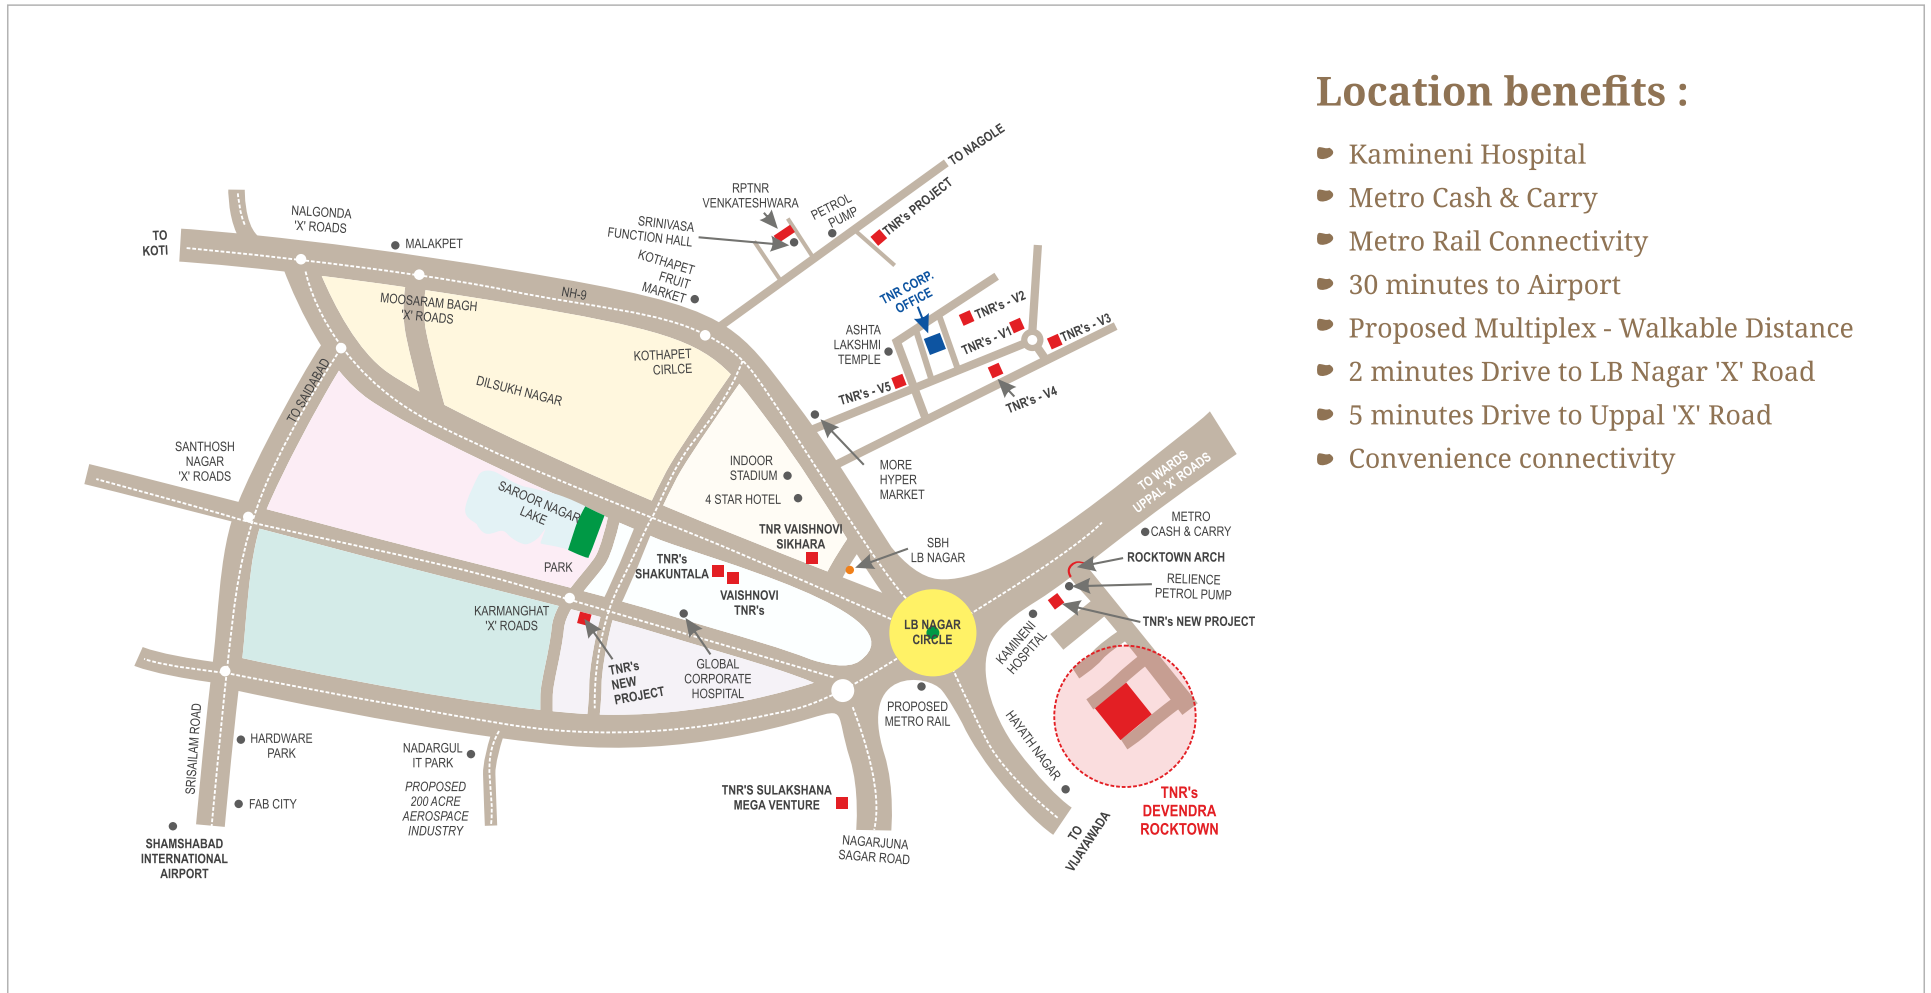 Location benefits :
Kamineni Hospital
Metro Cash & Carry
Metro Rail Connectivity
30 minutes to Airport
Proposed Multiplex - Walkable Distance
2 minutes Drive to LB Nagar 'X' Road
5 minutes Drive to Uppal 'X' Road
Convenience connectivity
TO NAGOLE
RPTNR
VENKATESHWARA
PETROL
PUMP
TNR's PROJECT
SRINIVASA
FUNCTION HALL
KOTHAPET
FRUIT
MARKET
NALGONDA
'X' ROADS
TO
KOTI
MALAKPET
NH-9
MOOSARAM BAGH
'X' ROADS
TNR CORP.
OFFICE
TNR's - V2
TNR's - V1
TNR's - V3
ASHTA
LAKSHMI
TEMPLE
TNR's - V5
TNR's - V4
KOTHAPET
CIRLCE
DILSUKH NAGAR
TO SAIDABAD
SANTHOSH
NAGAR
'X' ROADS
INDOOR
STADIUM
4 STAR HOTEL
MORE
HYPER
MARKET
TO WARDS
UPPAL 'X' ROADS
SAROOR NAGAR
LAKE
TNR VAISHNOVI
SIKHARA
SBH
LB NAGAR
METRO
CASH & CARRY
ROCKTOWN ARCH
RELIENCE
PETROL PUMP
PARK
TNR's
SHAKUNTALA
VAISHNOVI
TNR's
KARMANGHAT
'X' ROADS
LB NAGAR
CIRCLE
TNR's NEW PROJECT
KAMINENI
HOSPITAL
TNR's
NEW
PROJECT
GLOBAL
CORPORATE
HOSPITAL
PROPOSED
METRO RAIL
HAYATH NAGAR
SRISAILAM ROAD
HARDWARE
PARK
NADARGUL
IT PARK
PROPOSED
200 ACRE
AEROSPACE
INDUSTRY
FAB CITY
TNR'S SULAKSHANA
MEGA VENTURE
TNR's
DEVENDRA
ROCKTOWN
TO
VIJAYAWADA
SHAMSHABAD
INTERNATIONAL
AIRPORT
NAGARJUNA
SAGAR ROAD